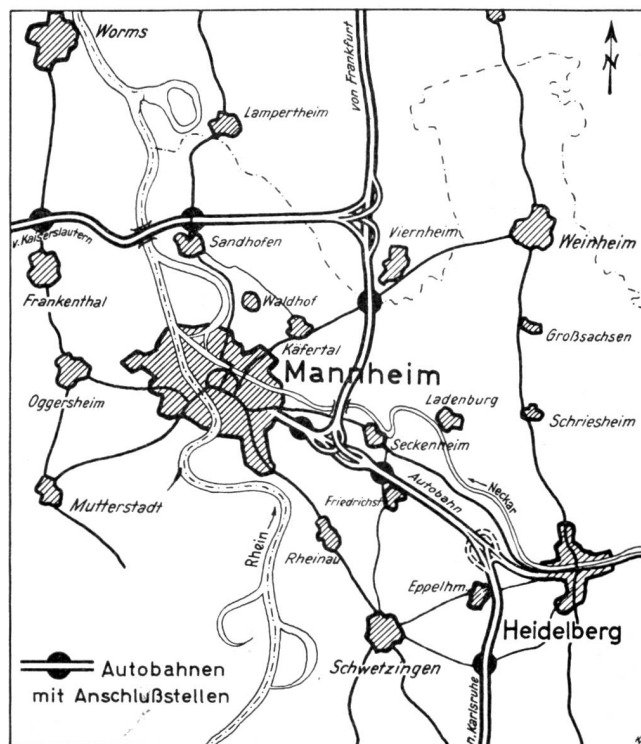 Worms
N
Lampertheim
von Frankfurt
v. Kaiserslautern
Sandhofen
Viernheim
Weinheim
Frankenthal
Waldhof
Käfertal
Großsachsen
Mannheim
Oggersheim
Ladenburg
Schriesheim
Seckenheim
Autobahn
Neckar
Mutterstadt
Friedrichsf.
Rhein
Rheinau
Eppelhm.
Heidelberg
Schwetzingen
n. Karlsruhe
Autobahnen
mit Anschlußstellen